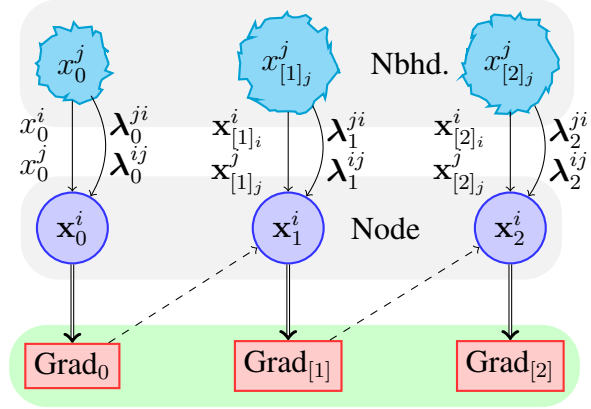 x_0^j x_{[1]_j}^j Nbhd. x_{[2]_j}^j
x_0^i λ_0^{ji} x_{[1]_i}^i λ_1^{ji} x_{[2]_i}^i λ_2^{ji}
x_0^j λ_0^{ij} x_{[1]_j}^j λ_1^{ij} x_{[2]_j}^j λ_2^{ij}
x_0^i x_1^i Node x_2^i
Grad_0 Grad_{[1]} Grad_{[2]}